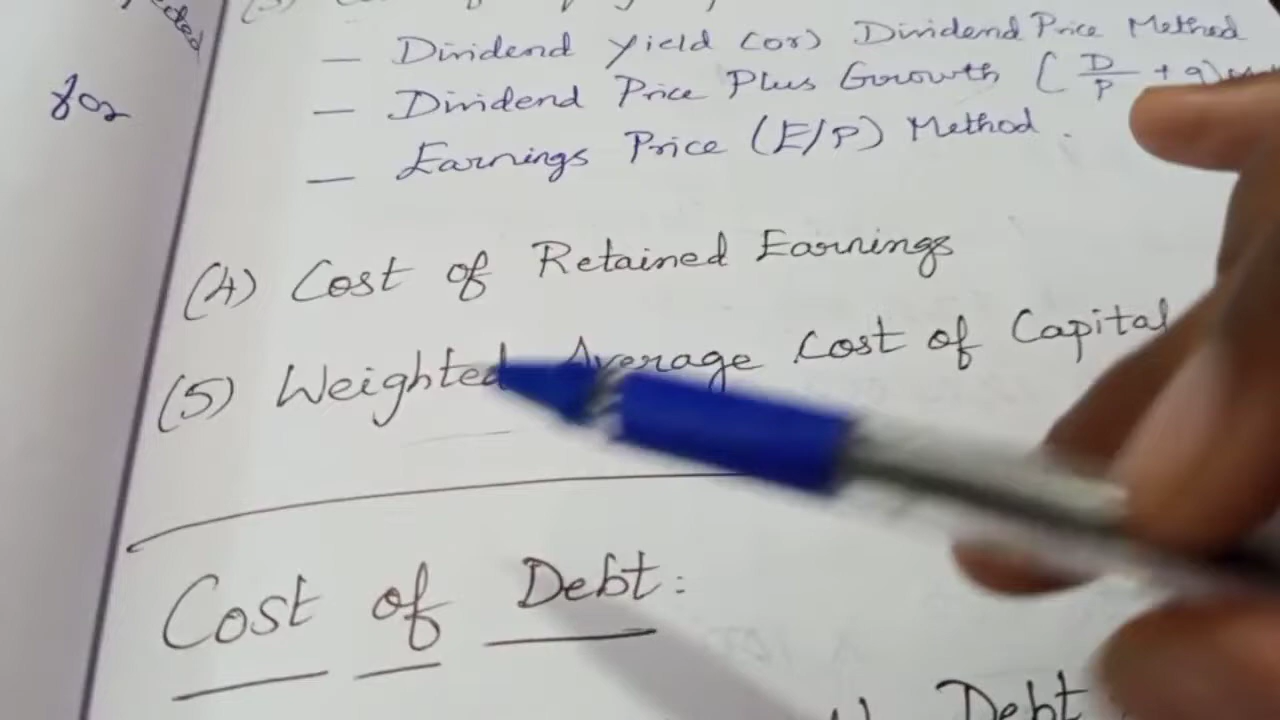 for
— Dividend Yield (or) Dividend Price Method
— Dividend Price Plus Growth (D/P + g)
— Earnings Price (E/P) Method.
(4) Cost of Retained Earnings
(5) Weighted Average Cost of Capital
Cost of Debt:
Debt